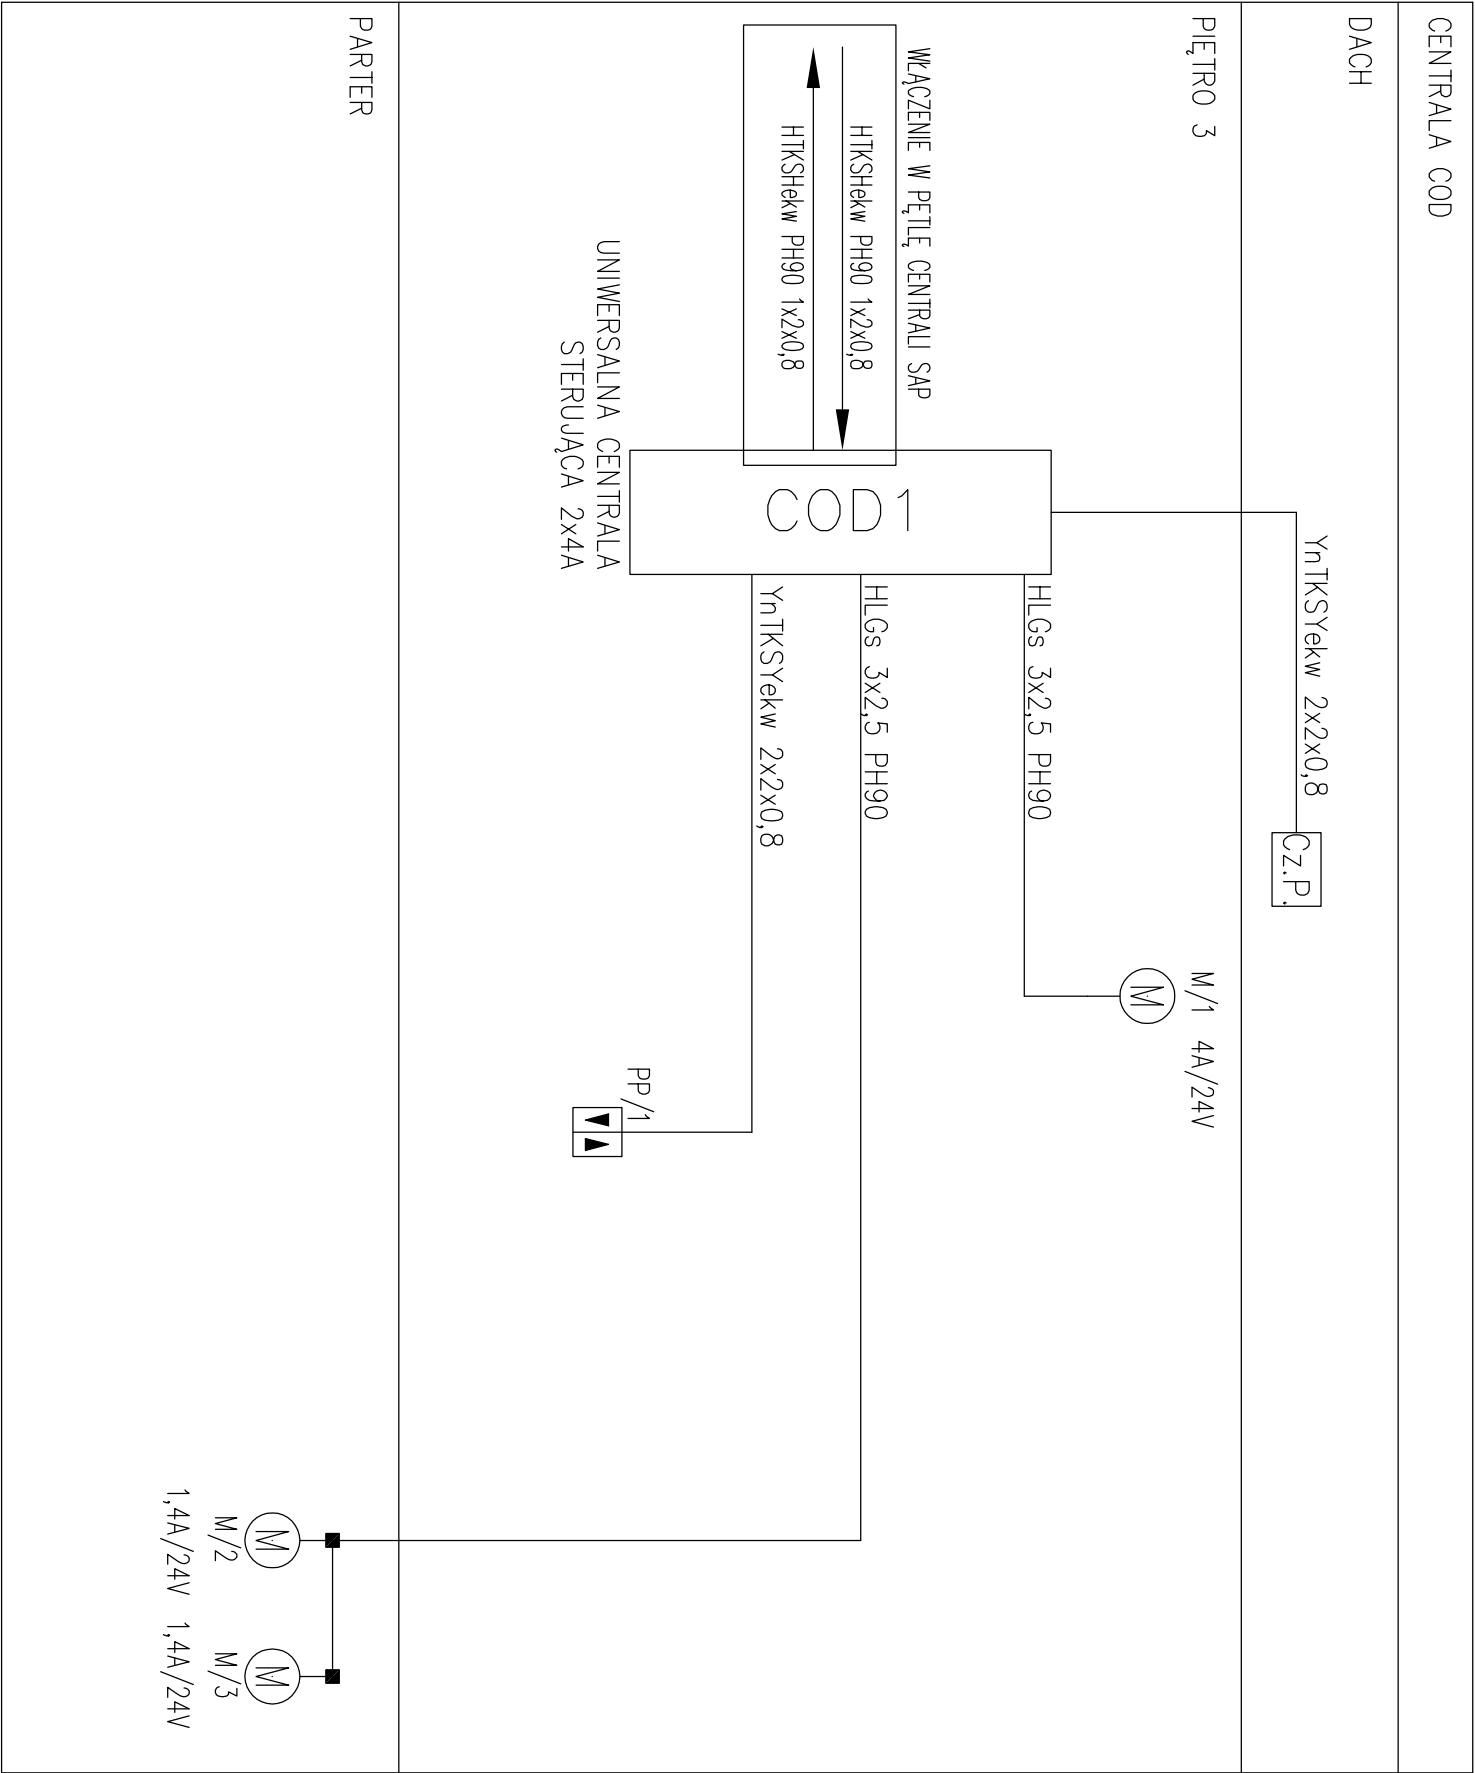 CENTRALA COD
DACH
YnTKSYekw 2x2x0,8
Cz.P.
PIĘTRO 3
M/1 4A/24V
M
HLGs 3x2,5 PH90
WŁĄCZENIE W PĘTLĘ CENTRALI SAP
HTKSHekw PH90 1x2x0,8
HTKSHekw PH90 1x2x0,8
COD1
HLGs 3x2,5 PH90
YnTKSYekw 2x2x0,8
UNIWERSALNA CENTRALA
STERUJĄCA 2x4A
PP/1
PARTER
M
M
M/2
M/3
1,4A/24V
1,4A/24V